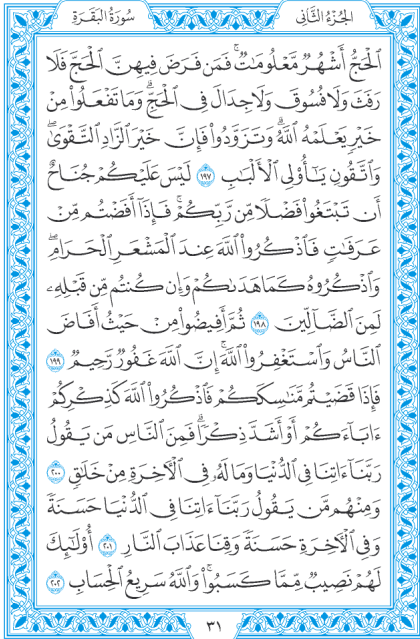 سُورَةُ البَقَرَةِ
الجُزْءُ الثَّانِي
ٱلْحَجُّ أَشْهُرٌ مَّعْلُومَٰتٌ ۚ فَمَن فَرَضَ فِيهِنَّ ٱلْحَجَّ فَلَا
رَفَثَ وَلَا فُسُوقَ وَلَا جِدَالَ فِى ٱلْحَجِّ ۗ وَمَا تَفْعَلُوا۟ مِنْ
خَيْرٍ يَعْلَمْهُ ٱللَّهُ ۗ وَتَزَوَّدُوا۟ فَإِنَّ خَيْرَ ٱلزَّادِ ٱلتَّقْوَىٰ ۚ
وَٱتَّقُونِ يَٰٓأُو۟لِى ٱلْأَلْبَٰبِ ١٩٧ لَيْسَ عَلَيْكُمْ جُنَاحٌ
أَن تَبْتَغُوا۟ فَضْلًا مِّن رَّبِّكُمْ ۚ فَإِذَآ أَفَضْتُم مِّنْ
عَرَفَٰتٍ فَٱذْكُرُوا۟ ٱللَّهَ عِندَ ٱلْمَشْعَرِ ٱلْحَرَامِ ۖ
وَٱذْكُرُوهُ كَمَا هَدَىٰكُمْ وَإِن كُنتُم مِّن قَبْلِهِۦ
لَمِنَ ٱلضَّآلِّينَ ١٩٨ ثُمَّ أَفِيضُوا۟ مِنْ حَيْثُ أَفَاضَ
ٱلنَّاسُ وَٱسْتَغْفِرُوا۟ ٱللَّهَ ۚ إِنَّ ٱللَّهَ غَفُورٌ رَّحِيمٌ ١٩٩
فَإِذَا قَضَيْتُم مَّنَٰسِكَكُمْ فَٱذْكُرُوا۟ ٱللَّهَ كَذِكْرِكُمْ
ءَابَآءَكُمْ أَوْ أَشَدَّ ذِكْرًا ۗ فَمِنَ ٱلنَّاسِ مَن يَقُولُ
رَبَّنَآ ءَاتِنَا فِى ٱلدُّنْيَا وَمَا لَهُۥ فِى ٱلْءَاخِرَةِ مِنْ خَلَٰقٍ ٢٠٠
وَمِنْهُم مَّن يَقُولُ رَبَّنَآ ءَاتِنَا فِى ٱلدُّنْيَا حَسَنَةً
وَفِى ٱلْءَاخِرَةِ حَسَنَةً وَقِنَا عَذَابَ ٱلنَّارِ ٢٠١ أُو۟لَٰٓئِكَ
لَهُمْ نَصِيبٌ مِّمَّا كَسَبُوا۟ ۚ وَٱللَّهُ سَرِيعُ ٱلْحِسَابِ ٢٠٢
٣١